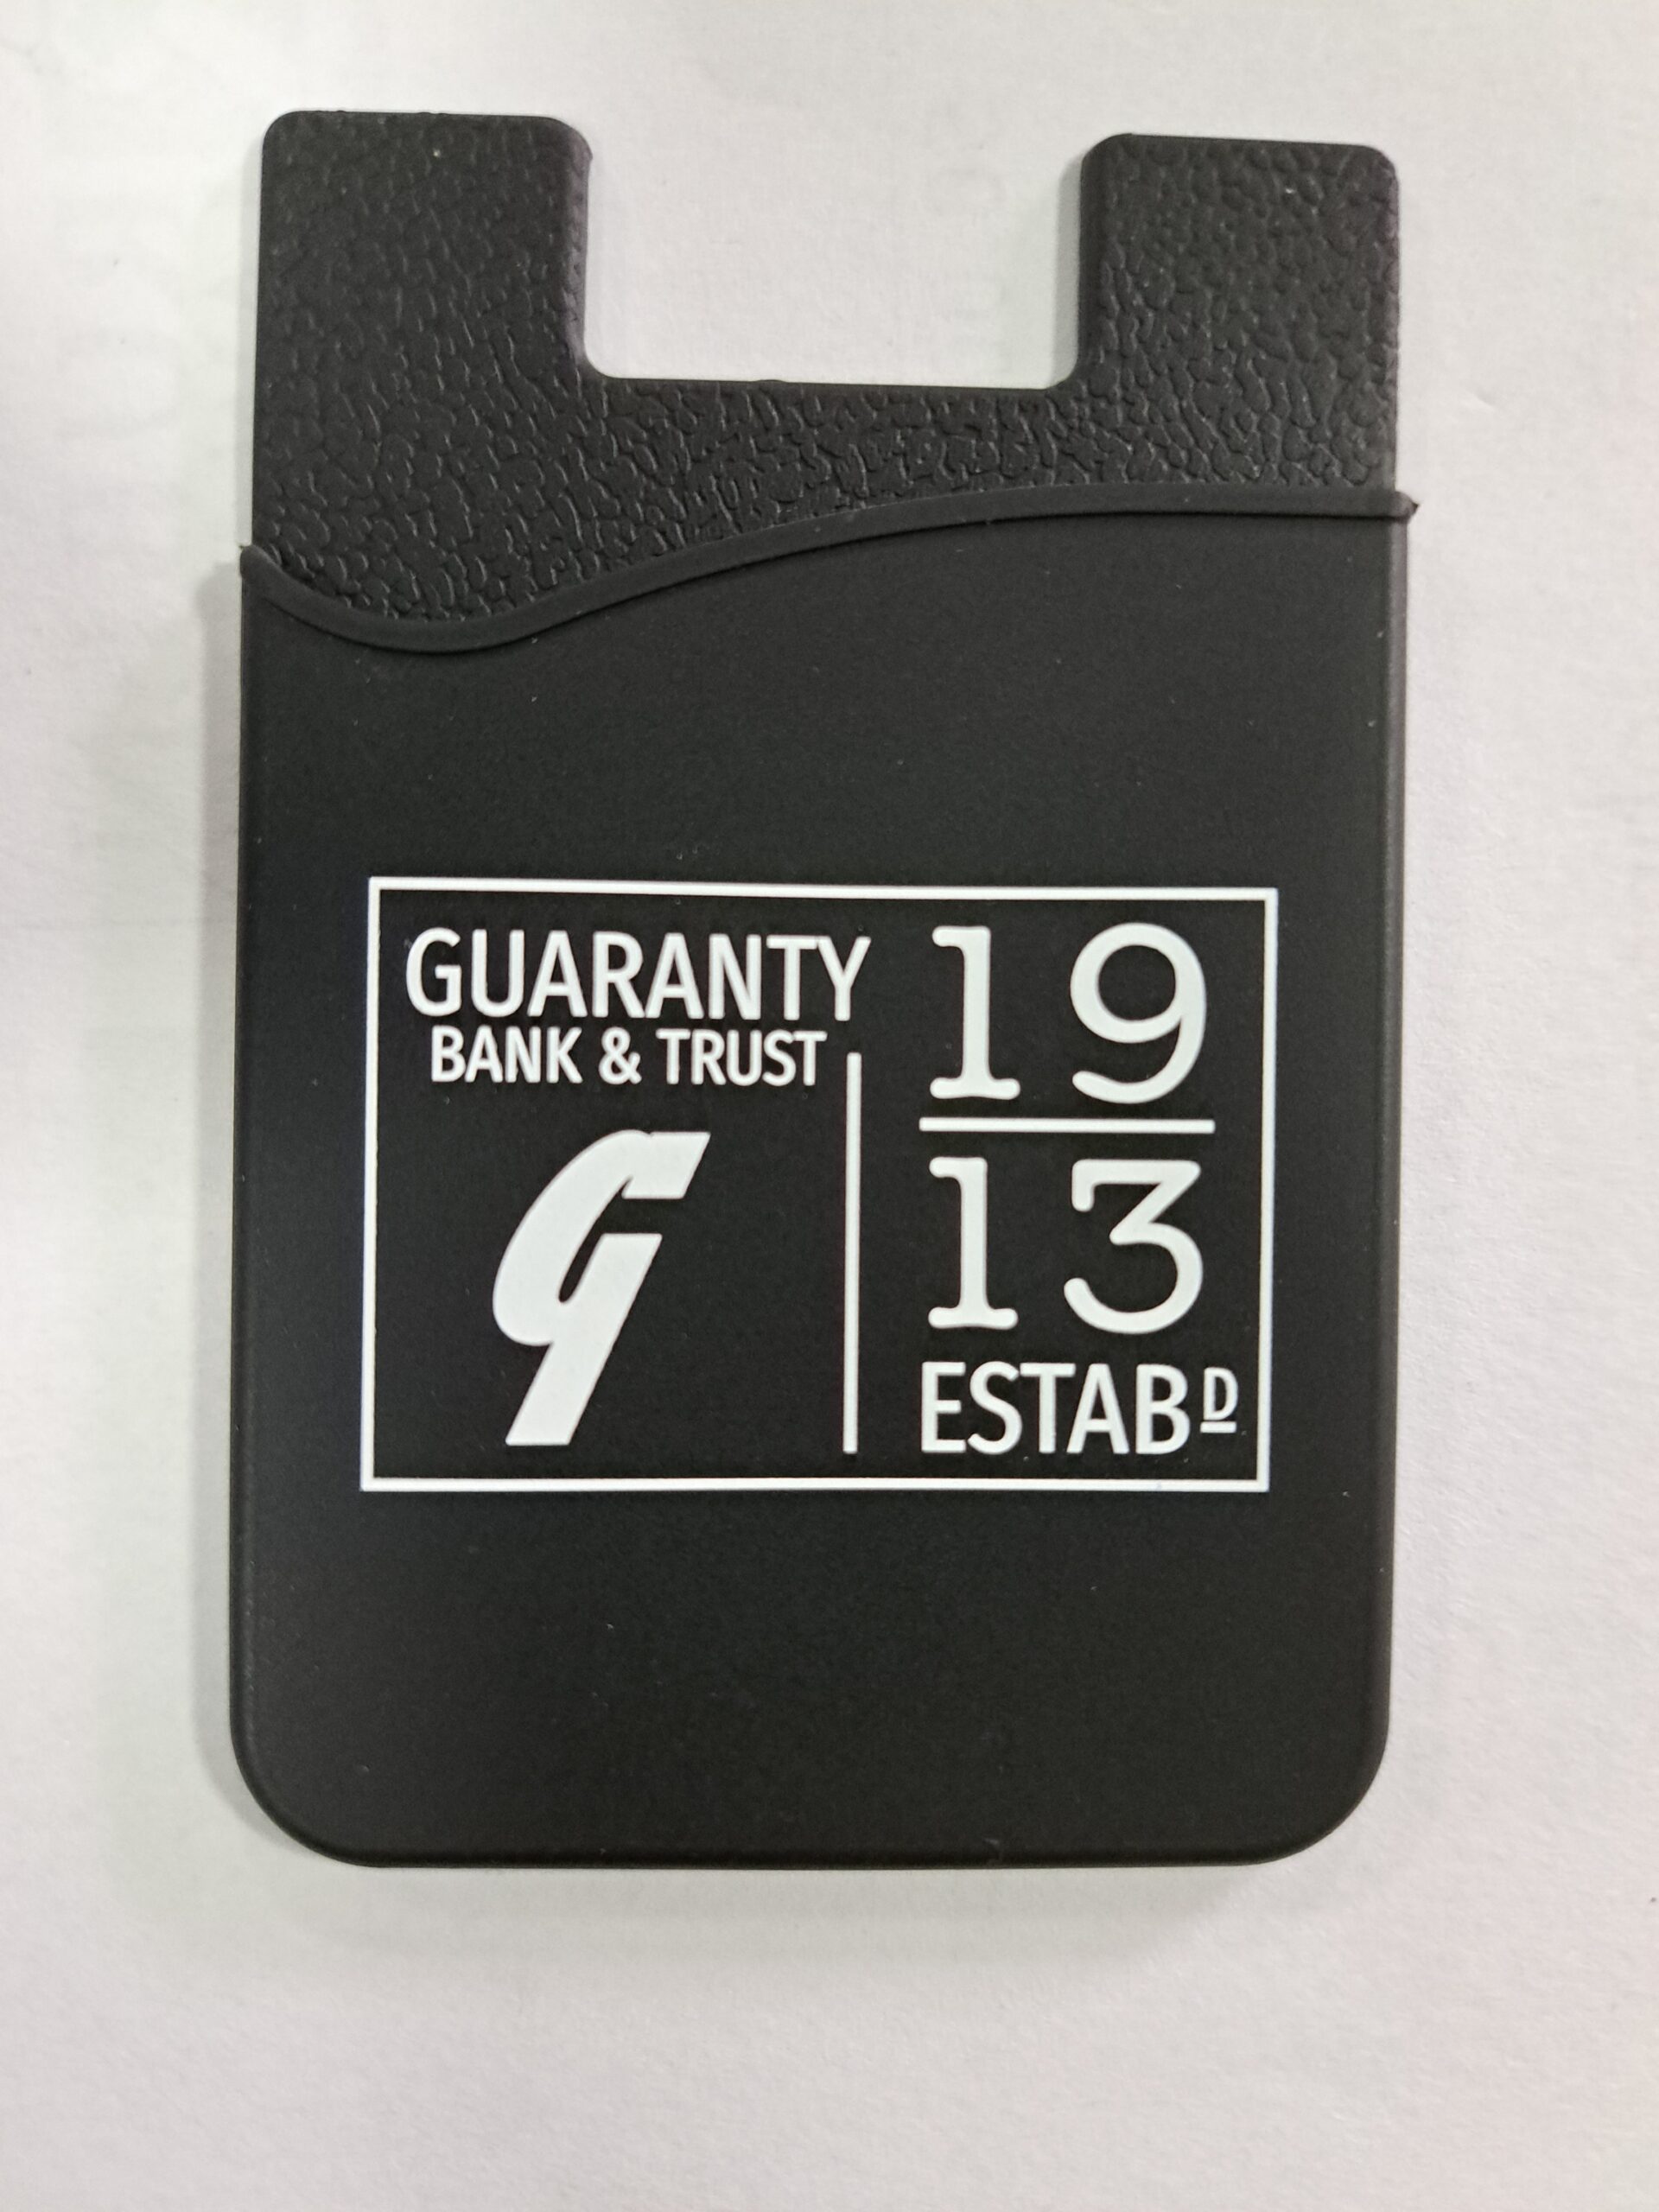 GUARANTY
BANK & TRUST
G
19
13
ESTABD